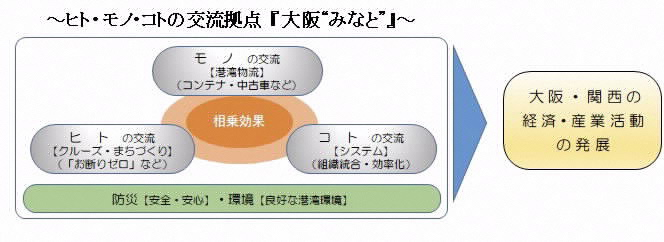 ～ヒト・モノ・コトの交流拠点『大阪“みなと”』～
モ　ノ　の交流
【港湾物流】
（コンテナ・中古車など）
相乗効果
ヒ　ト　の交流
【クルーズ・まちづくり】
（「お断りゼロ」など）
コ　ト　の交流
【システム】
（組織統合・効率化）
防災【安全・安心】・環境【良好な港湾環境】
大阪・関西の
経済・産業活動
の発展